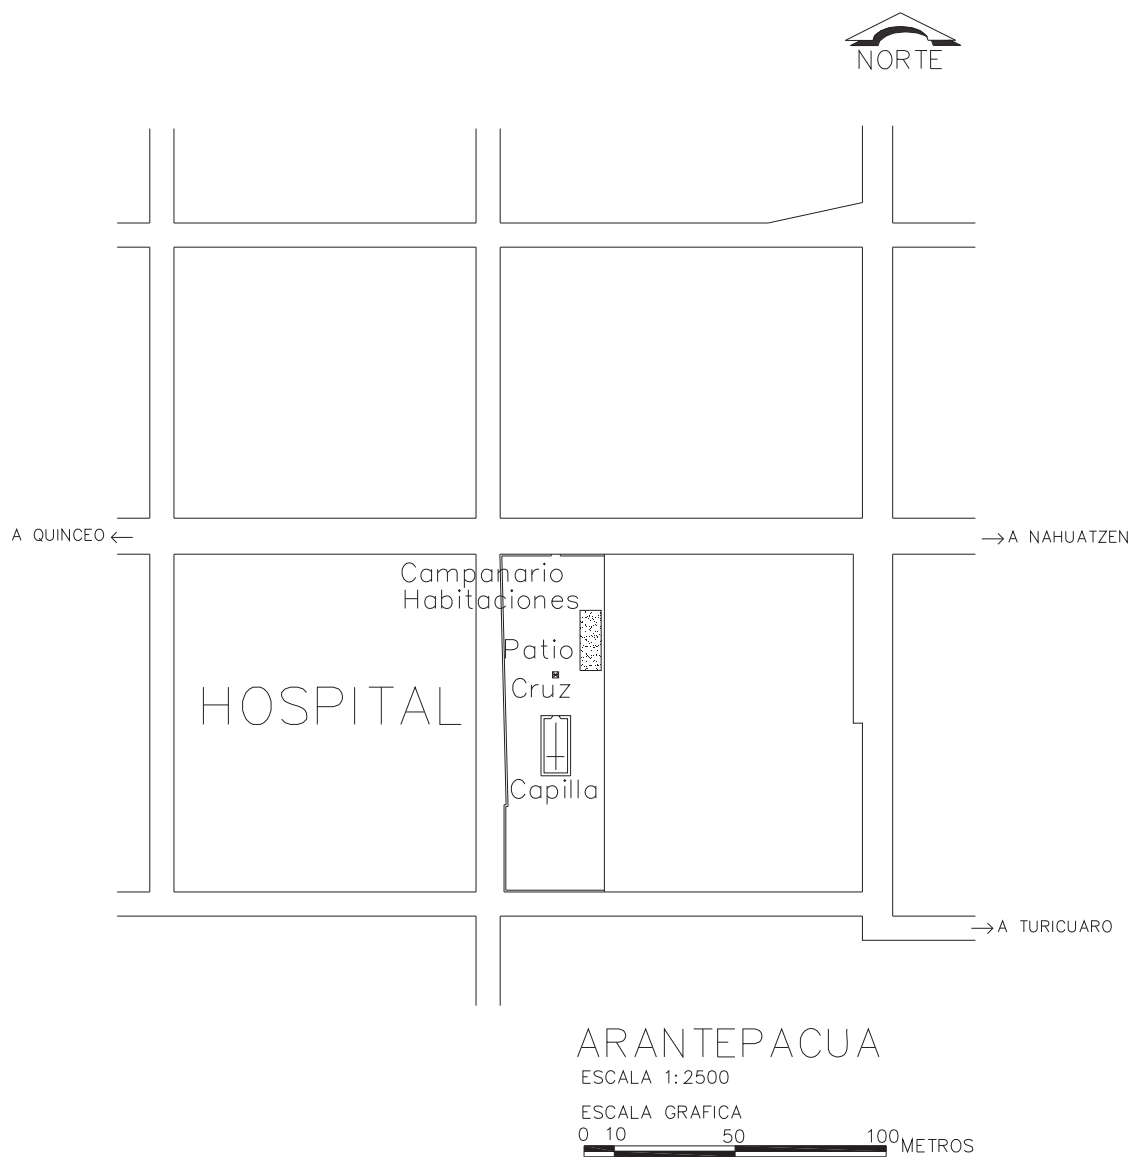 NORTE
A QUINCEO
A NAHUATZEN
Campanario
Habitaciones
Patio
Cruz
HOSPITAL
Capilla
A TURICUARO
ARANTEPACUA
ESCALA 1:2500
ESCALA GRAFICA
0 10 50 100 METROS